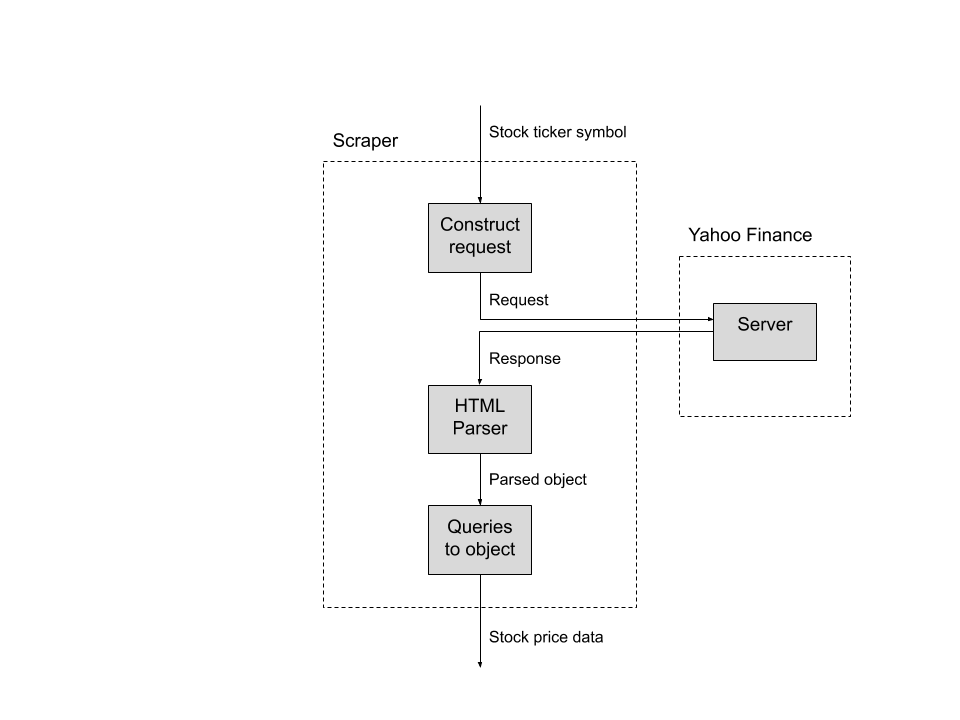 Stock ticker symbol
Scraper
Construct
request
Yahoo Finance
Request
Server
Response
HTML
Parser
Parsed object
Queries
to object
Stock price data